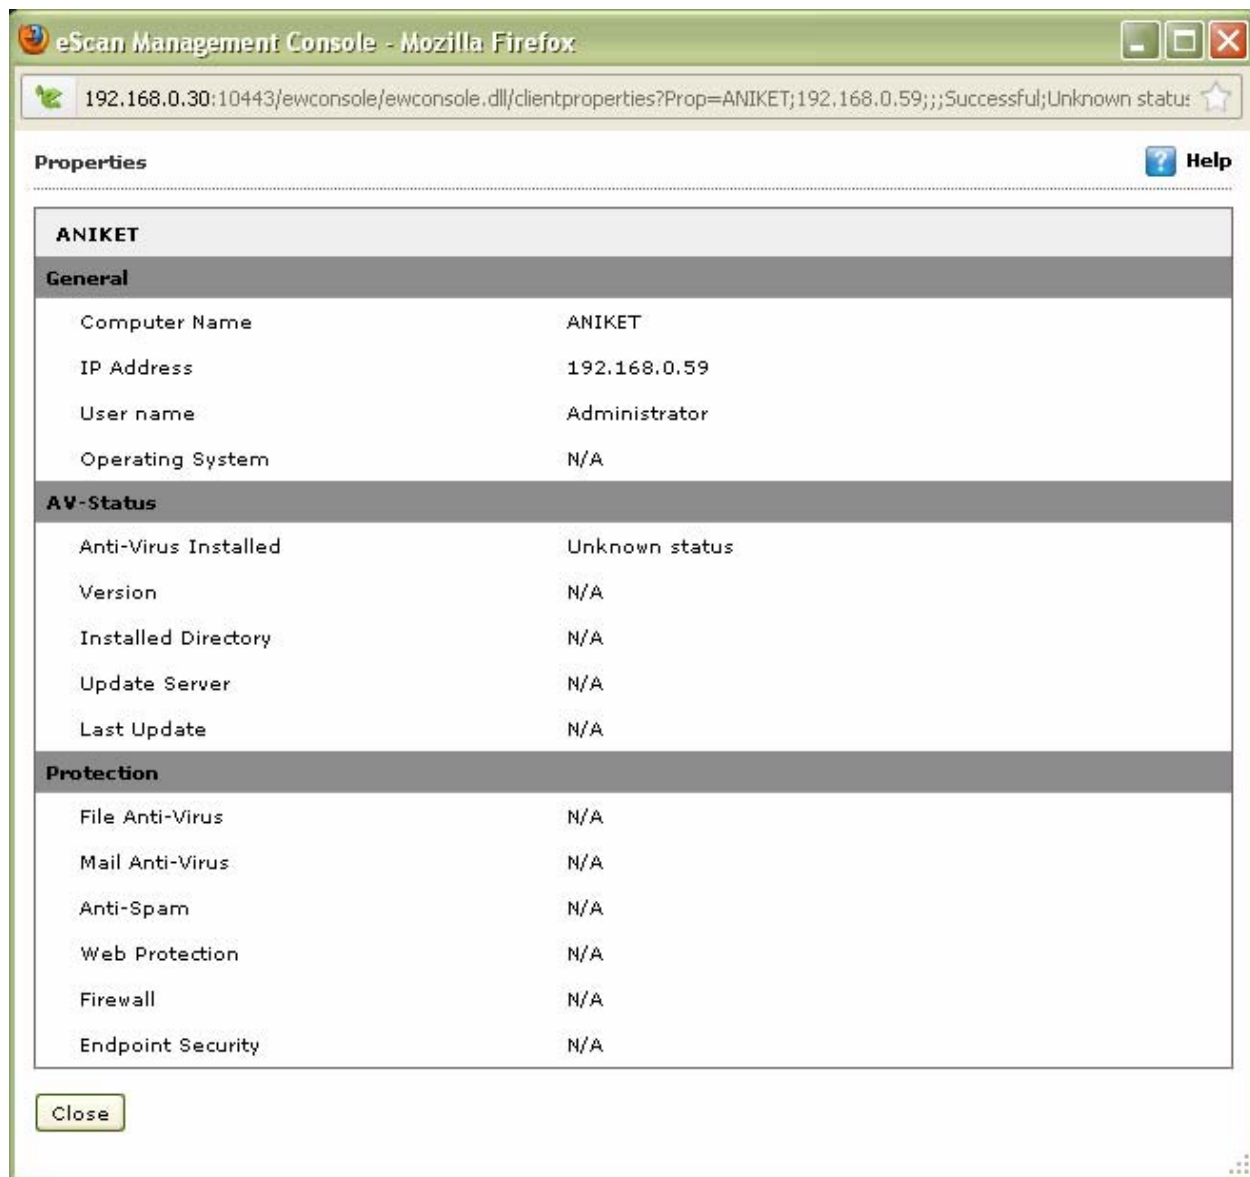 eScan Management Console - Mozilla Firefox
192.168.0.30:10443/ewconsole/ewconsole.dll/clientproperties?Prop=ANIKET;192.168.0.59;;;Successful;Unknown statu
Properties
? Help
ANIKET
General
Computer Name ANIKET
IP Address 192.168.0.59
User name Administrator
Operating System N/A
AV-Status
Anti-Virus Installed Unknown status
Version N/A
Installed Directory N/A
Update Server N/A
Last Update N/A
Protection
File Anti-Virus N/A
Mail Anti-Virus N/A
Anti-Spam N/A
Web Protection N/A
Firewall N/A
Endpoint Security N/A
Close